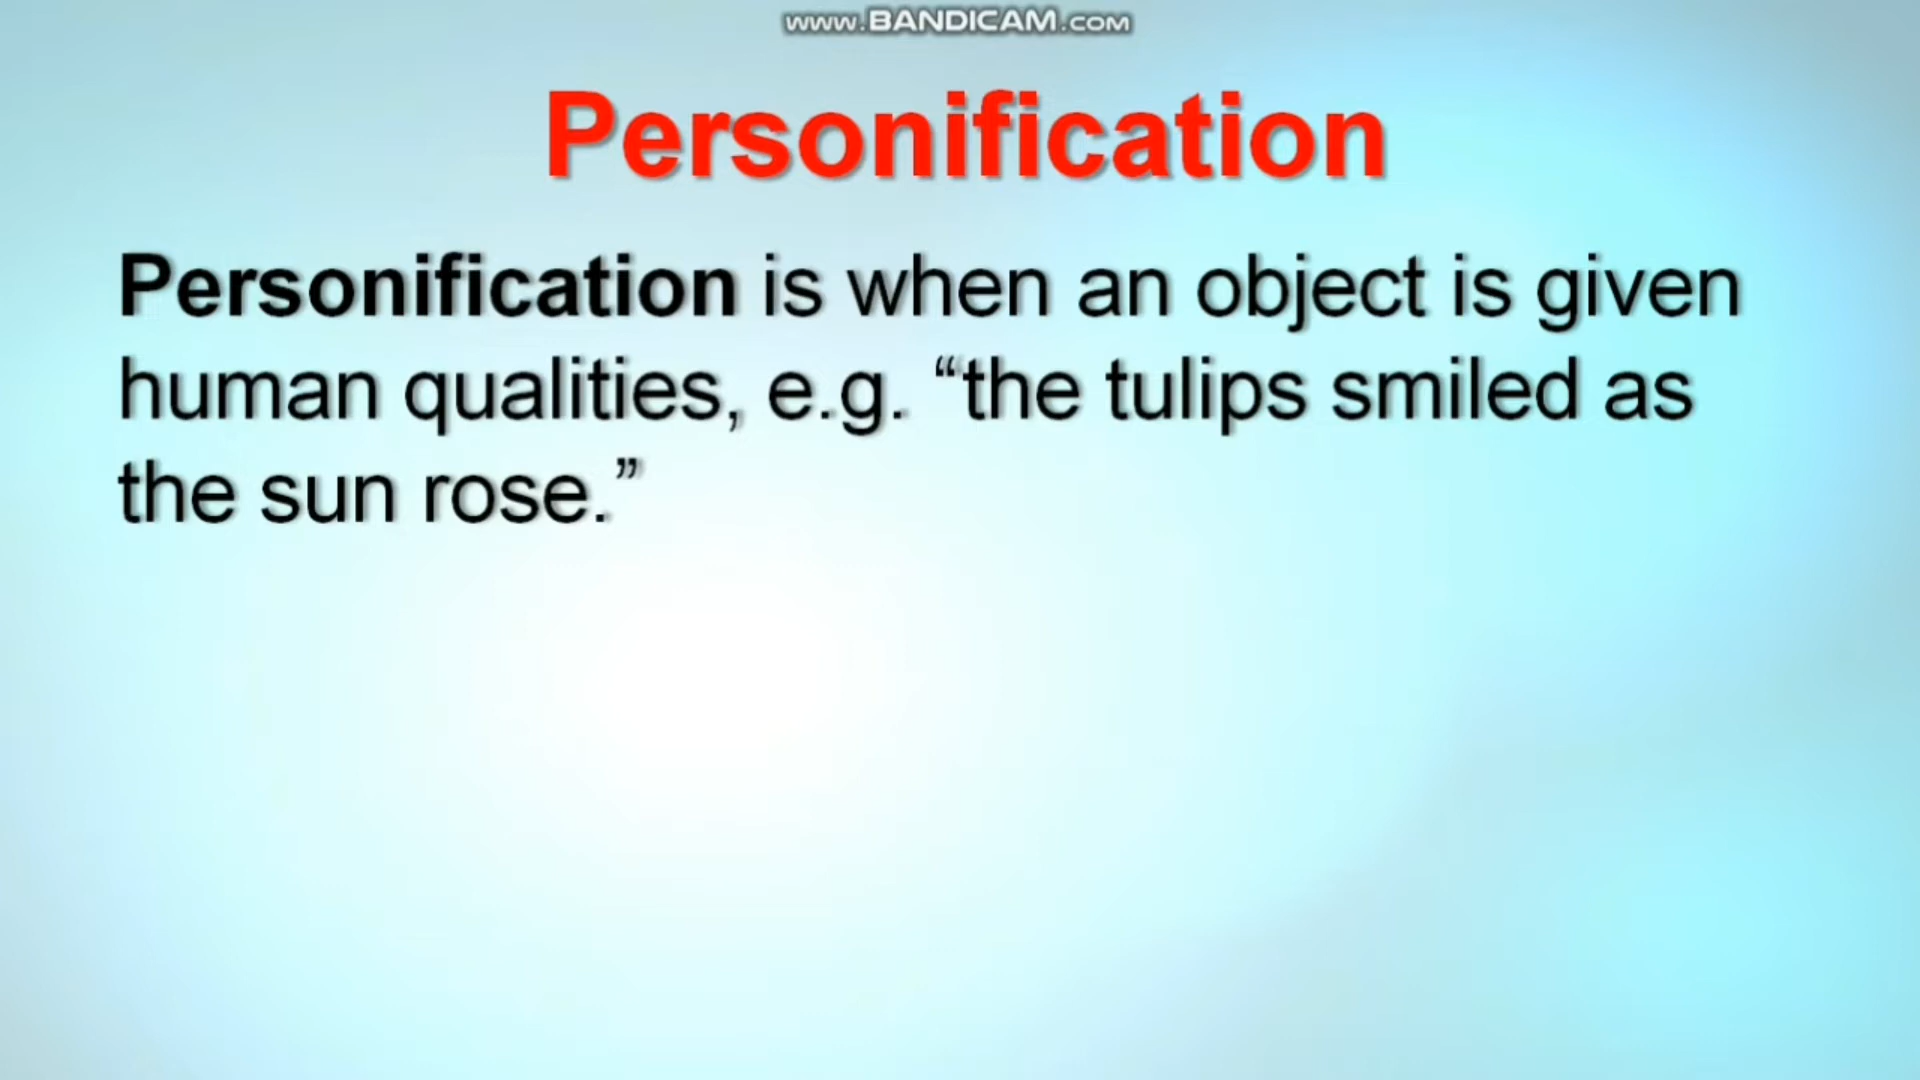 www.BANDICAM.com
Personification
Personification is when an object is given
human qualities, e.g. “the tulips smiled as
the sun rose.”